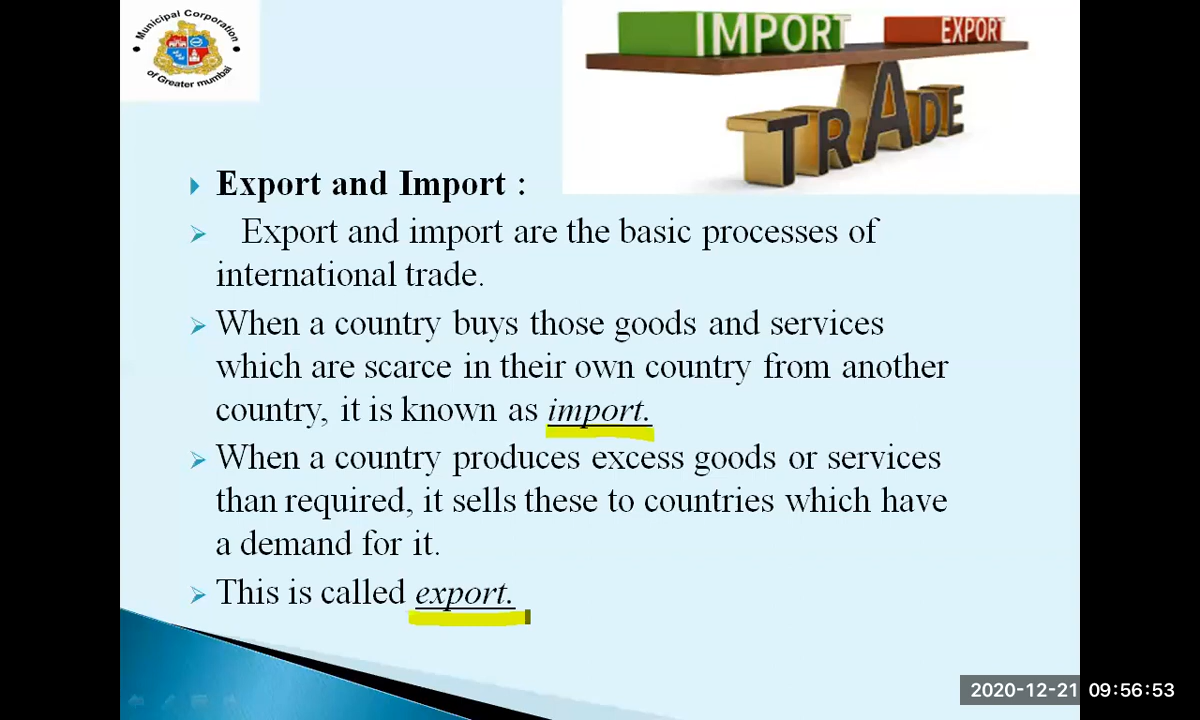 Municipal Corporation
of Greater mumbai
IMPORT
EXPORT
TRADE
Export and Import :
Export and import are the basic processes of
international trade.
When a country buys those goods and services
which are scarce in their own country from another
country, it is known as import.
When a country produces excess goods or services
than required, it sells these to countries which have
a demand for it.
This is called export.
2020-12-21 09:56:53